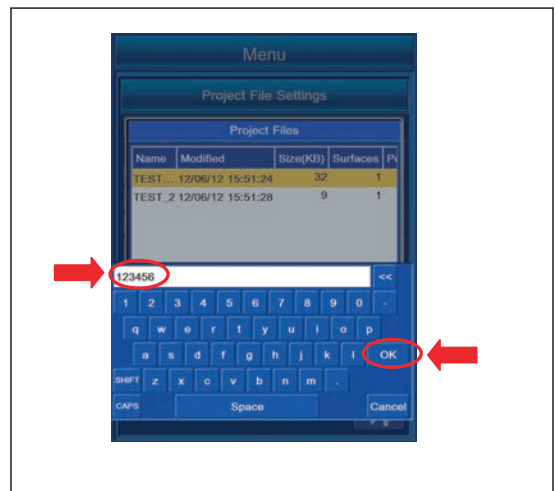 Menu
Project File Settings
Project Files
Name Modified Size(KB) Surfaces
TEST... 12/06/12 15:51:24 32 1
TEST_2 12/06/12 15:51:28 9 1
123456 <<
1 2 3 4 5 6 7 8 9 0 -
q w e r t y u i o p
a s d f g h j k l OK
SHIFT z x c v b n m .
CAPS Space Cancel